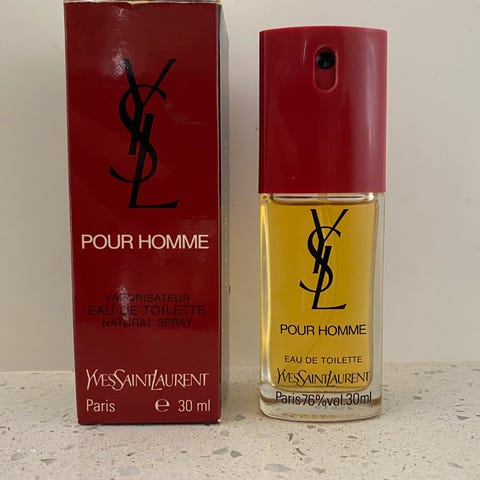 YSL
POUR HOMME
VAPORISATEUR
EAU DE TOILETTE
NATURAL SPRAY
YVESSAINTLAURENT
Paris e 30 ml
YSL
POUR HOMME
EAU DE TOILETTE
YVESSAINTLAURENT
Paris 76% vol. 30ml